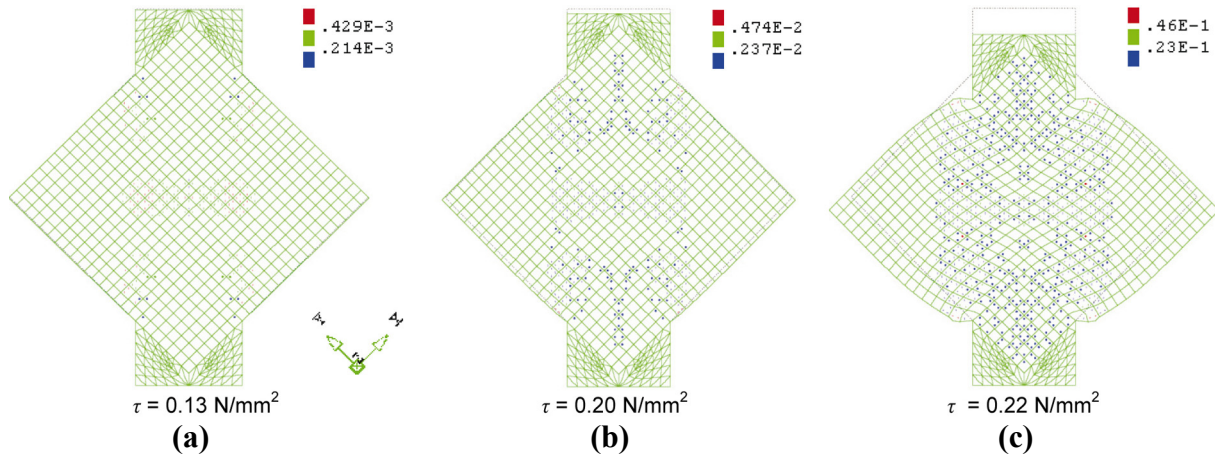 .429E-3
.214E-3
.474E-2
.237E-2
.46E-1
.23E-1
τ = 0.13 N/mm²
τ = 0.20 N/mm²
τ = 0.22 N/mm²
(a)
(b)
(c)